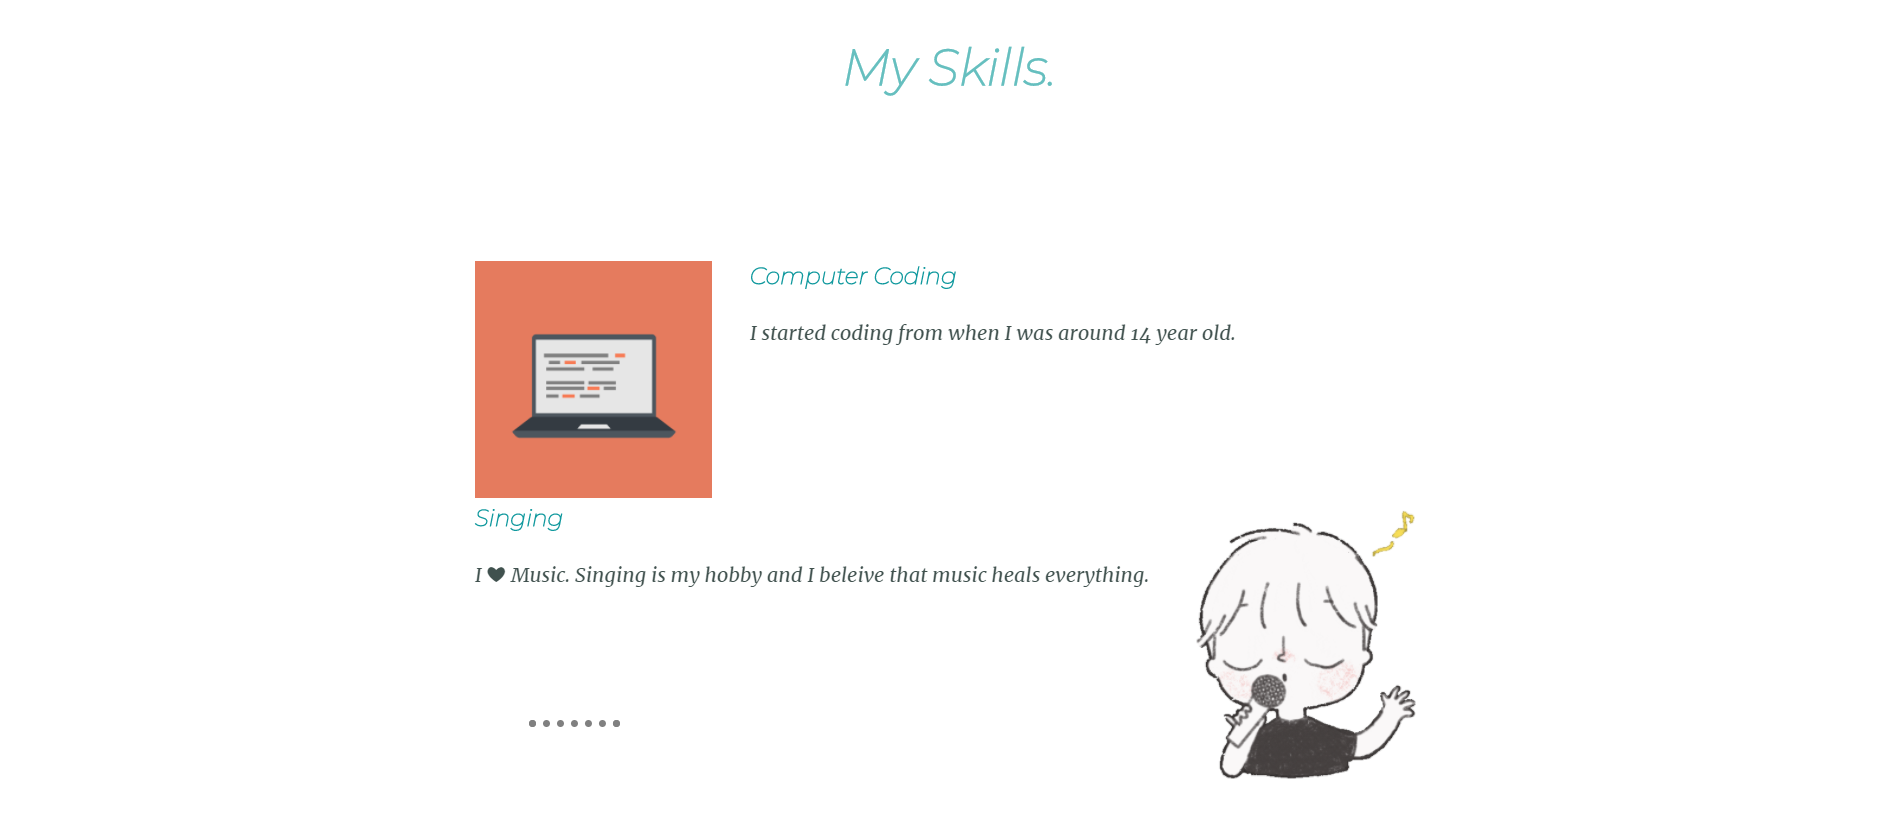 My Skills.
Computer Coding
I started coding from when I was around 14 year old.
Singing
I ♥ Music. Singing is my hobby and I beleive that music heals everything.